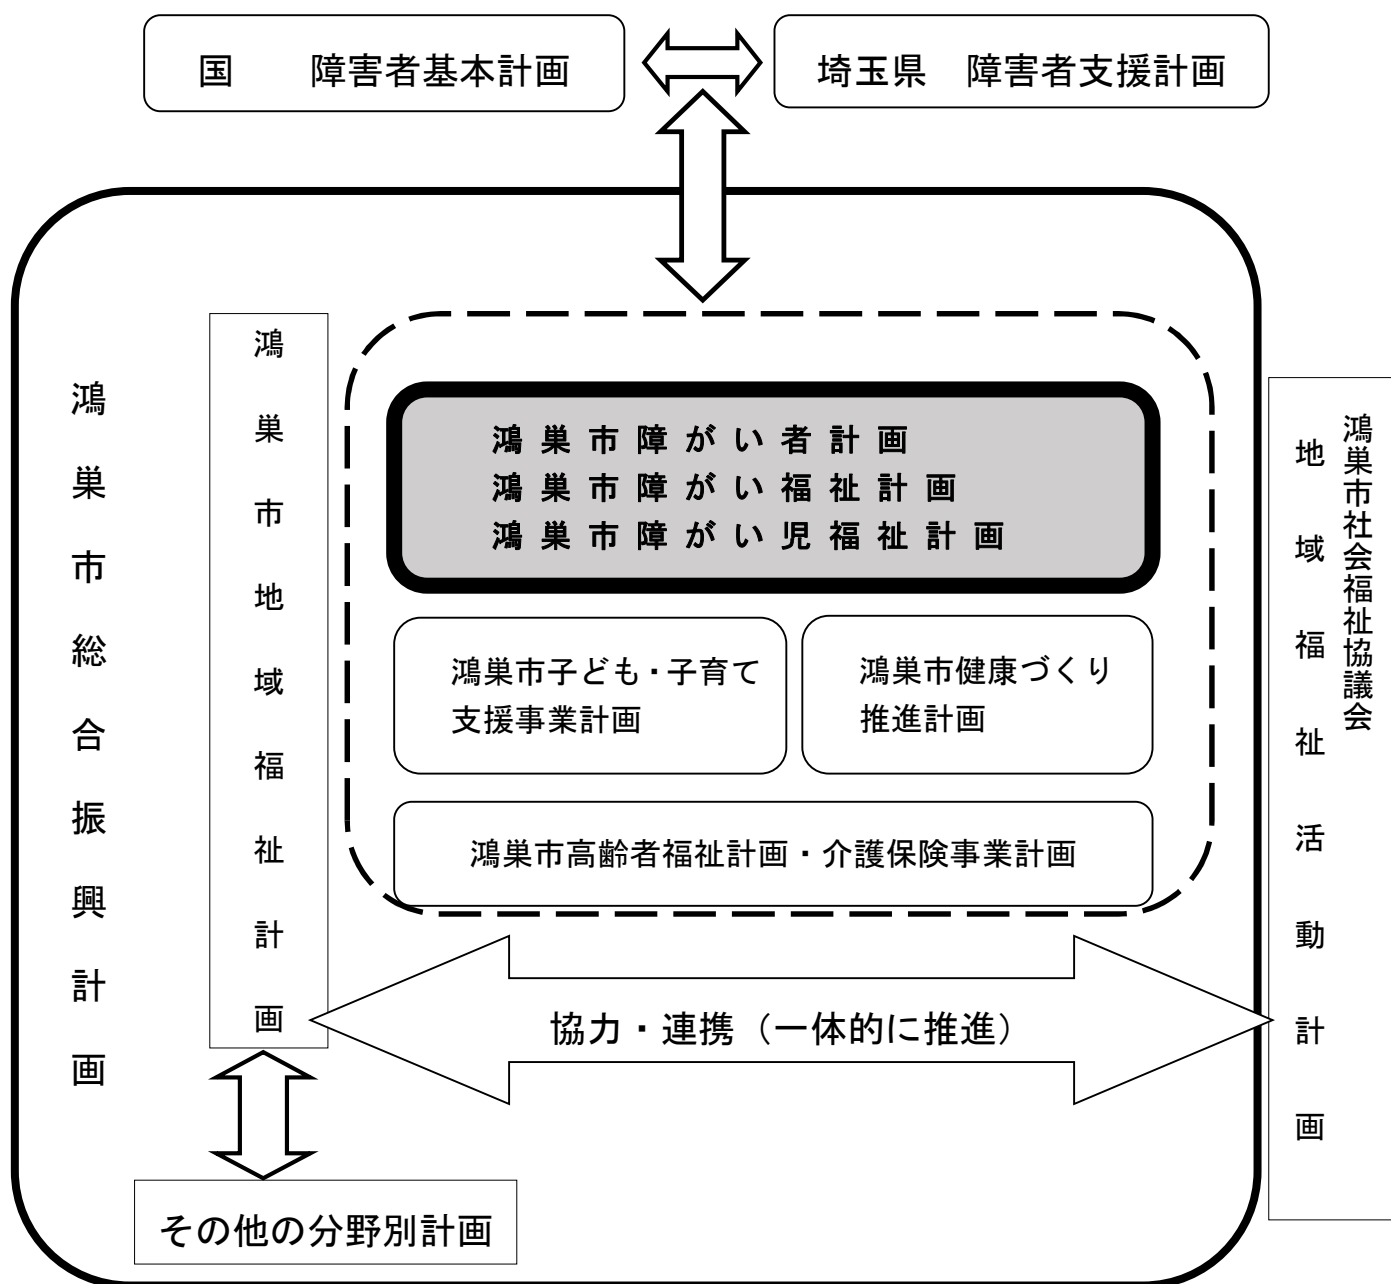 国　　障害者基本計画
埼玉県　障害者支援計画
鴻巣市総合振興計画
鴻巣市地域福祉計画
鴻巣市障がい者計画
鴻巣市障がい福祉計画
鴻巣市障がい児福祉計画
鴻巣市子ども・子育て
支援事業計画
鴻巣市健康づくり
推進計画
鴻巣市高齢者福祉計画・介護保険事業計画
協力・連携（一体的に推進）
その他の分野別計画
鴻巣市社会福祉協議会
地域福祉活動計画